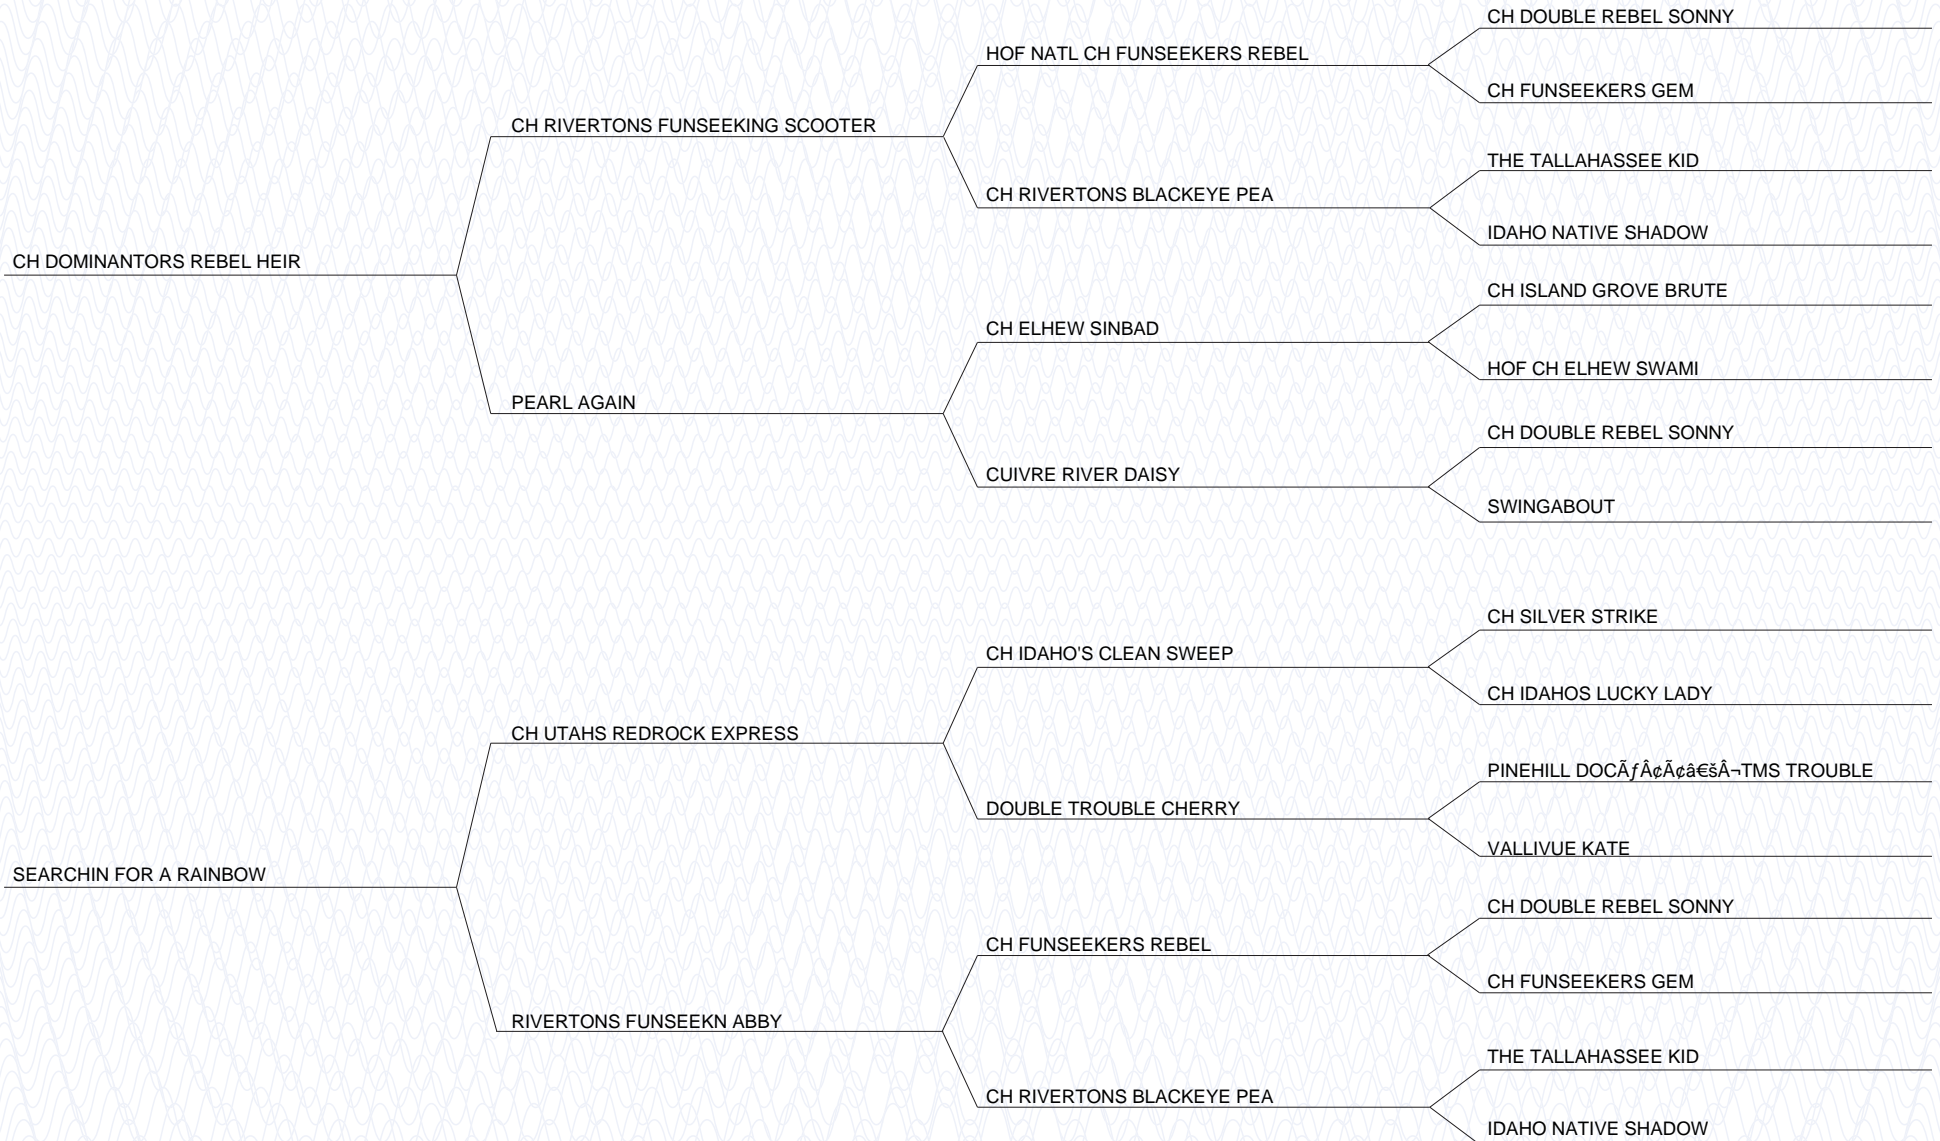 CH DOUBLE REBEL SONNY
HOF NATL CH FUNSEEKERS REBEL
CH FUNSEEKERS GEM
CH RIVERTONS FUNSEEKING SCOOTER
THE TALLAHASSEE KID
CH RIVERTONS BLACKEYE PEA
IDAHO NATIVE SHADOW
CH DOMINANTORS REBEL HEIR
CH ISLAND GROVE BRUTE
CH ELHEW SINBAD
HOF CH ELHEW SWAMI
PEARL AGAIN
CH DOUBLE REBEL SONNY
CUIVRE RIVER DAISY
SWINGABOUT
CH SILVER STRIKE
CH IDAHO'S CLEAN SWEEP
CH IDAHOS LUCKY LADY
CH UTAHS REDROCK EXPRESS
PINEHILL DOCÃƒÂ¢Ã¢â€šÂ¬TMS TROUBLE
DOUBLE TROUBLE CHERRY
VALLIVUE KATE
SEARCHIN FOR A RAINBOW
CH DOUBLE REBEL SONNY
CH FUNSEEKERS REBEL
CH FUNSEEKERS GEM
RIVERTONS FUNSEEKN ABBY
THE TALLAHASSEE KID
CH RIVERTONS BLACKEYE PEA
IDAHO NATIVE SHADOW